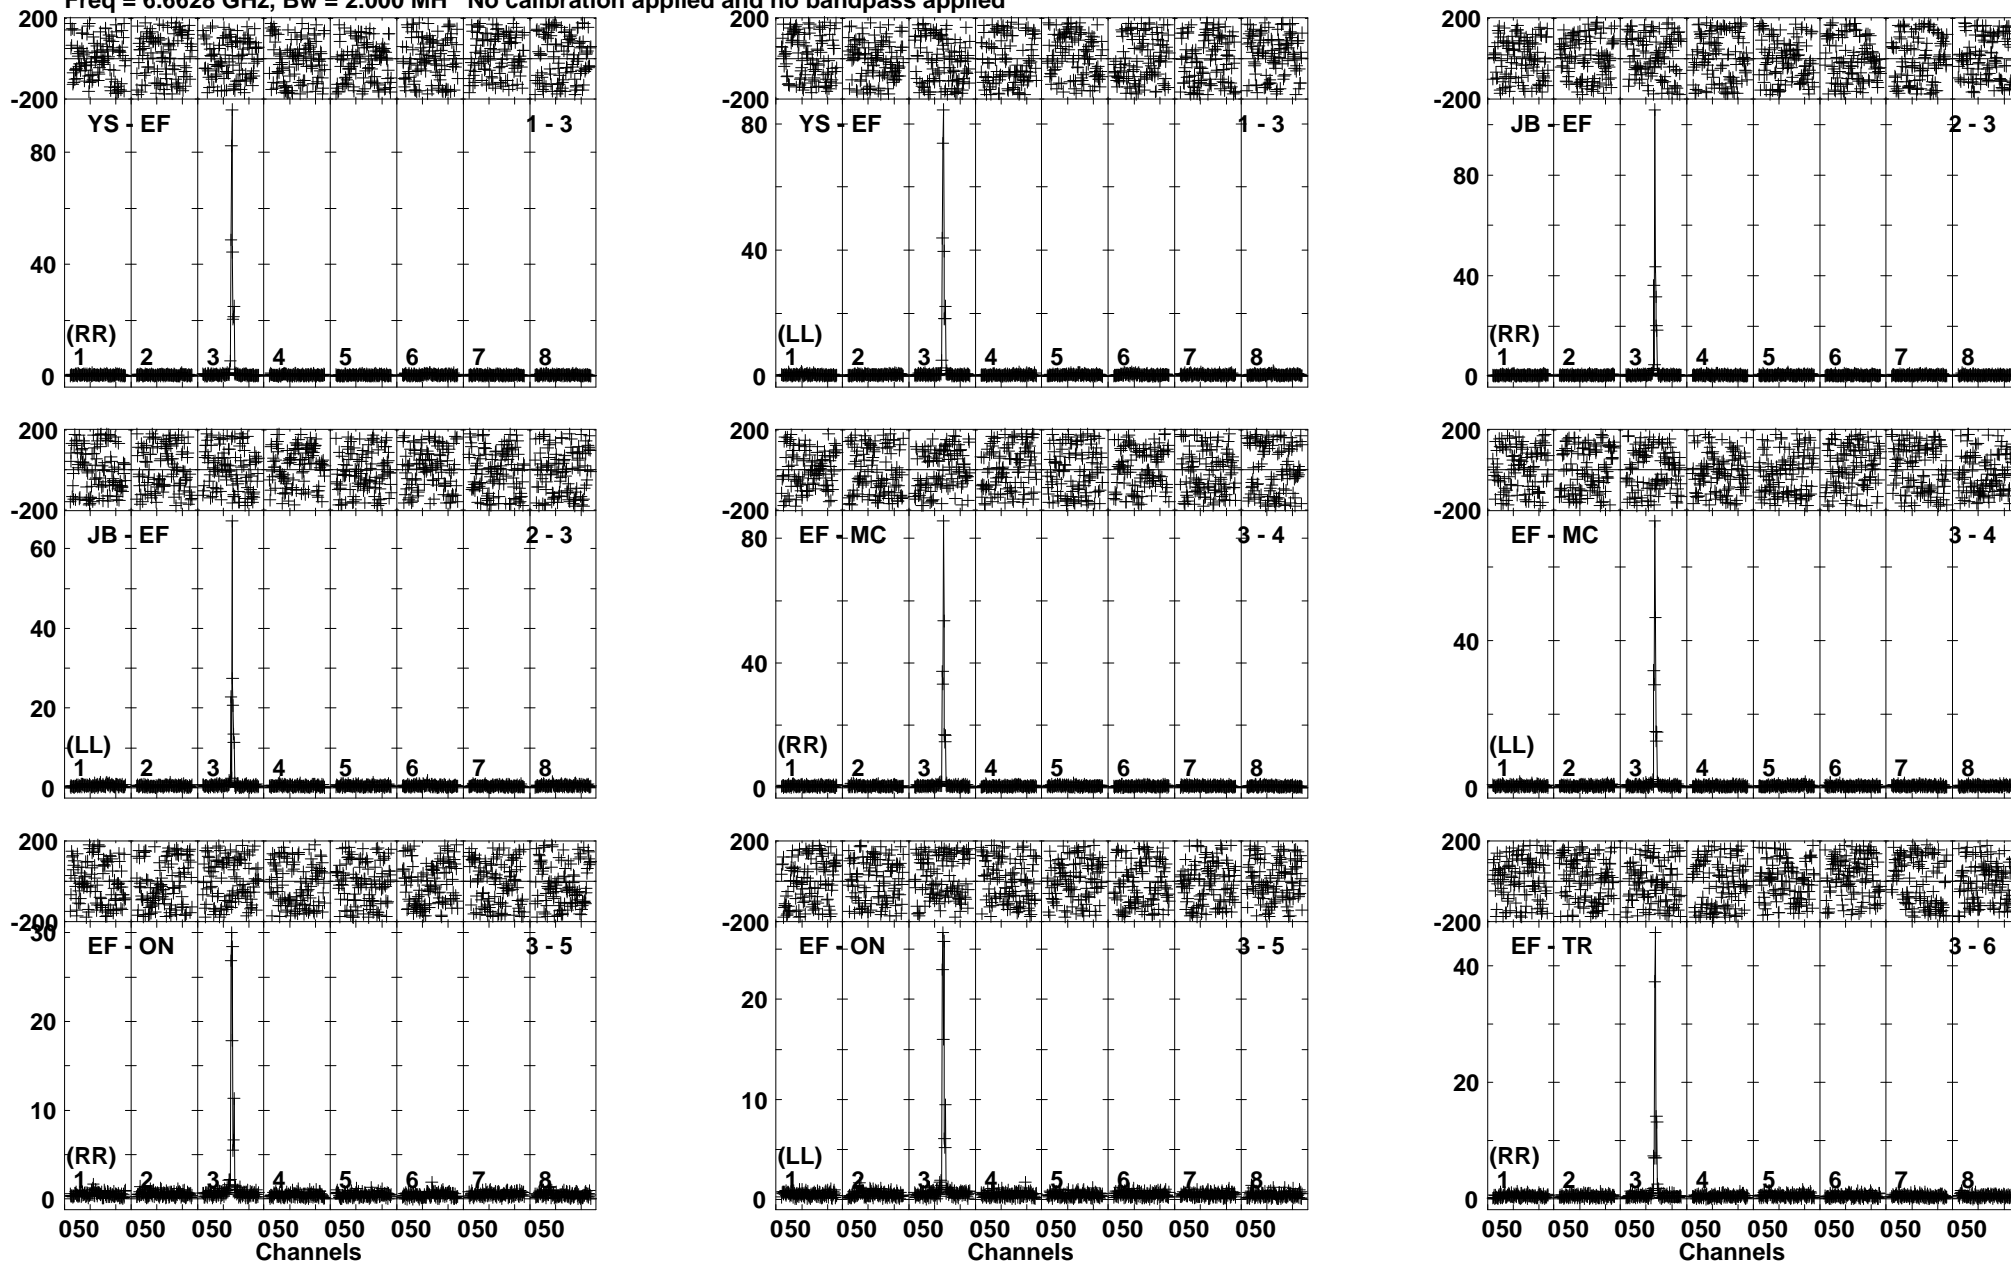 Freq = 6.6628 GHz, Bw = 2.000 MH   No calibration applied and no bandpass applied
200
-200
YS - EF 1 - 3
80
40
0
(RR)
1 2 3 4 5 6 7 8
200
-200
YS - EF 1 - 3
80
40
0
(LL)
1 2 3 4 5 6 7 8
200
-200
JB - EF 2 - 3
80
40
0
(RR)
1 2 3 4 5 6 7 8
200
-200
JB - EF 2 - 3
60
40
20
0
(LL)
1 2 3 4 5 6 7 8
200
-200
EF - MC 3 - 4
80
40
0
(RR)
1 2 3 4 5 6 7 8
200
-200
EF - MC 3 - 4
40
0
(LL)
1 2 3 4 5 6 7 8
200
-200
30
EF - ON 3 - 5
20
10
0
(RR)
1 2 3 4 5 6 7 8
050 050 050 050 050 050 050 050
Channels
200
-200
EF - ON 3 - 5
20
10
0
(LL)
1 2 3 4 5 6 7 8
050 050 050 050 050 050 050 050
Channels
200
-200
EF - TR 3 - 6
40
20
0
(RR)
1 2 3 4 5 6 7 8
050 050 050 050 050 050 050 050
Channels